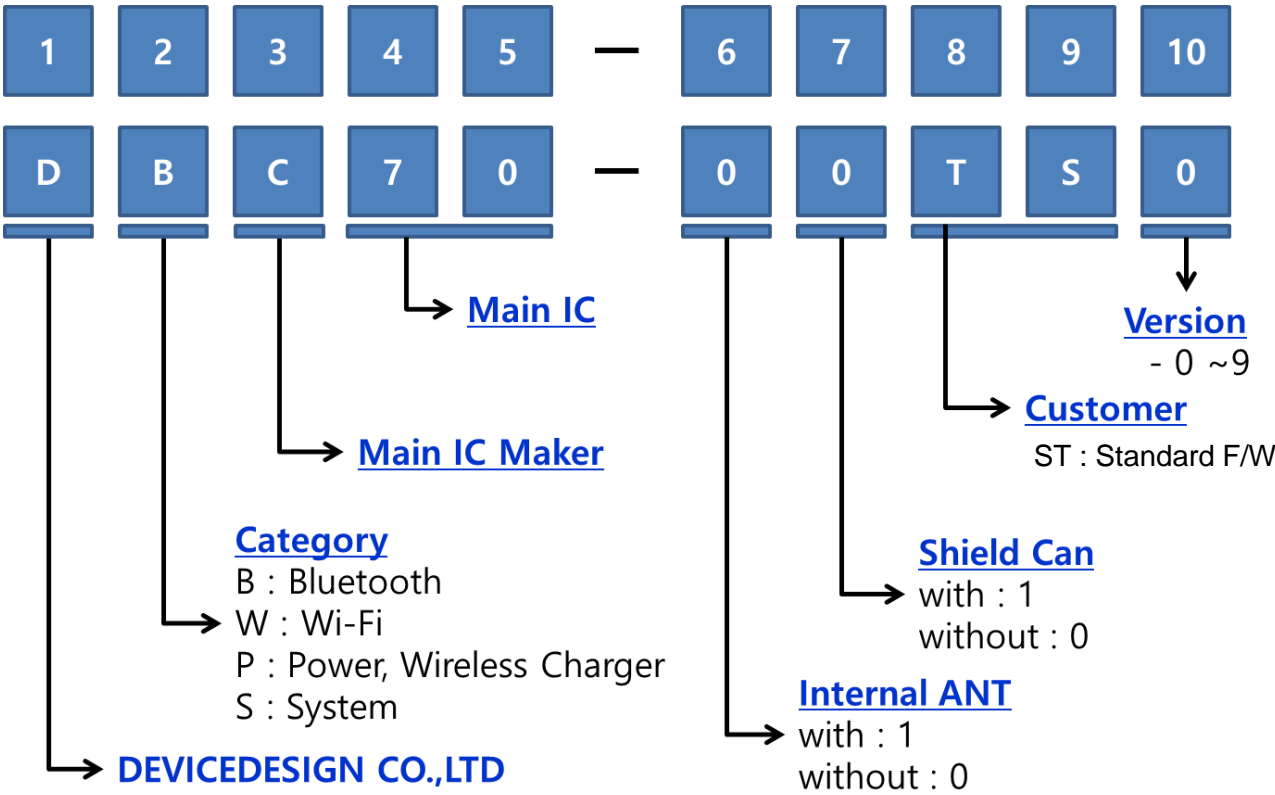 1 2 3 4 5 — 6 7 8 9 10
D B C 7 0 — 0 0 T S 0
Main IC
Version
- 0 ~9
Customer
ST : Standard F/W
Main IC Maker
Category
B : Bluetooth
W : Wi-Fi
P : Power, Wireless Charger
S : System
Shield Can
with : 1
without : 0
Internal ANT
with : 1
without : 0
DEVICEDESIGN CO.,LTD